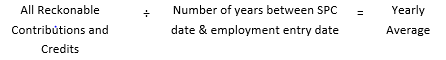 All Reckonable ÷ Number of years between SPC = Yearly
Contributions and date & employment entry date Average
Credits